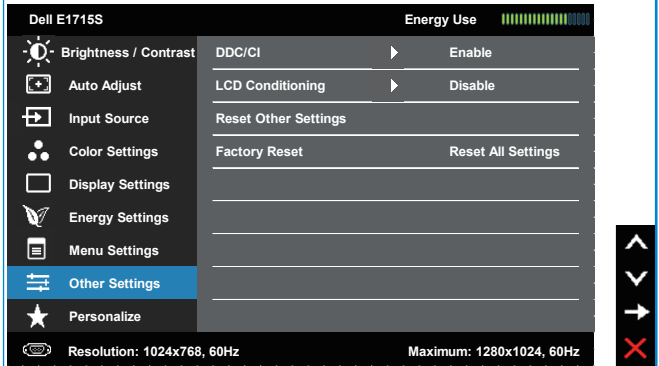 Dell E1715S Energy Use
Brightness / Contrast DDC/CI Enable
Auto Adjust LCD Conditioning Disable
Input Source Reset Other Settings
Color Settings Factory Reset Reset All Settings
Display Settings
Energy Settings
Menu Settings
Other Settings
Personalize
Resolution: 1024x768, 60Hz Maximum: 1280x1024, 60Hz